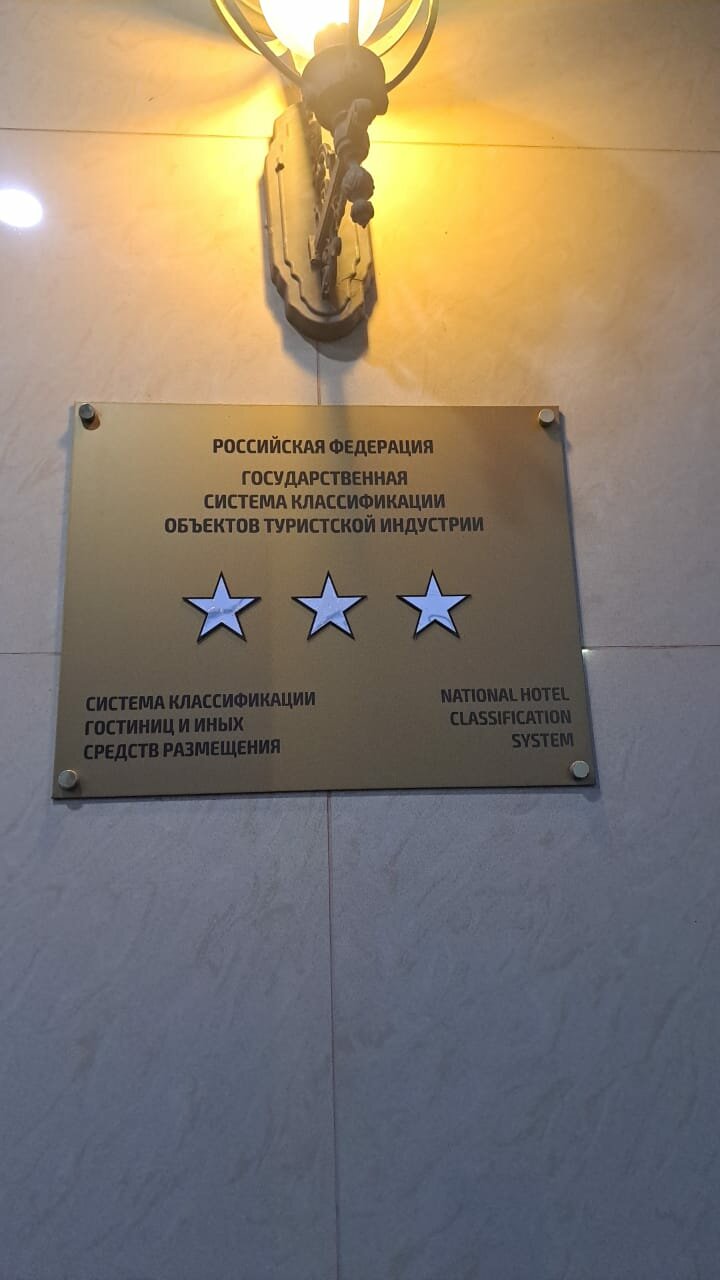 РОССИЙСКАЯ ФЕДЕРАЦИЯ
ГОСУДАРСТВЕННАЯ
СИСТЕМА КЛАССИФИКАЦИИ
ОБЪЕКТОВ ТУРИСТСКОЙ ИНДУСТРИИ
СИСТЕМА КЛАССИФИКАЦИИ
ГОСТИНИЦ И ИНЫХ
СРЕДСТВ РАЗМЕЩЕНИЯ
NATIONAL HOTEL
CLASSIFICATION
SYSTEM